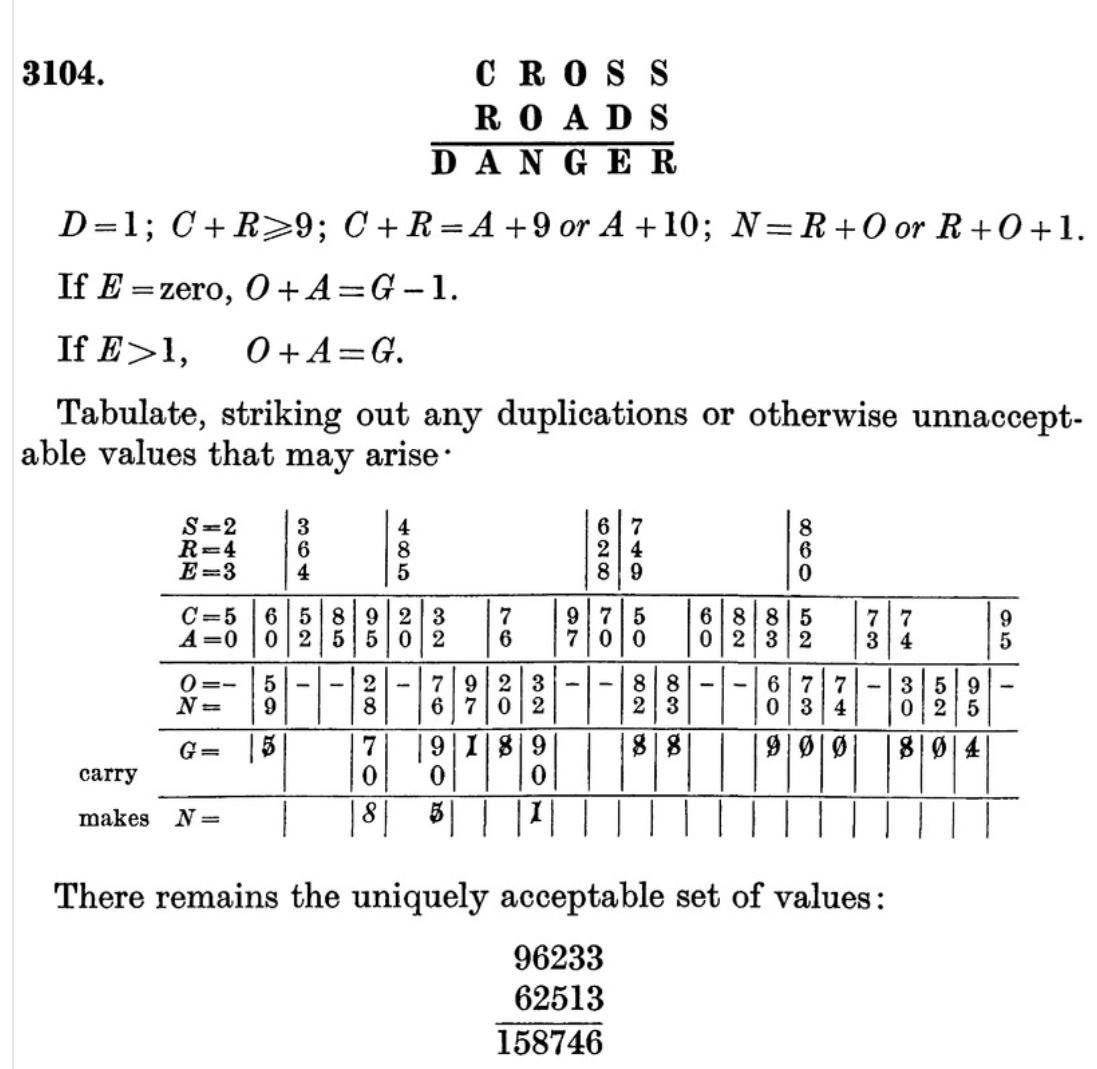 3104.
C R O S S
R O A D S
D A N G E R
D=1; C+R⩾9; C+R=A+9 or A+10; N=R+O or R+O+1.
If E=zero, O+A=G-1.
If E>1, O+A=G.
Tabulate, striking out any duplications or otherwise unnaccept-
able values that may arise·
S=2 3 4 6 7 8
R=4 6 8 2 4 6
E=3 4 5 8 9 0
C=5 6 5 8 9 2 3 7 9 7 5 6 8 8 5 7 7 9
A=0 0 2 5 5 0 2 6 7 0 0 0 2 3 2 3 4 5
O=- 5 - - 2 - 7 9 2 3 - - 8 8 - - 6 7 7 - 3 5 9 -
N= 9 8 6 7 0 2 2 3 0 3 4 0 2 5
G= 5 7 9 1 8 9 8 8 9 0 0 8 0 4
carry 0 0 0
makes N= 8 5 1
There remains the uniquely acceptable set of values:
96233
62513
158746